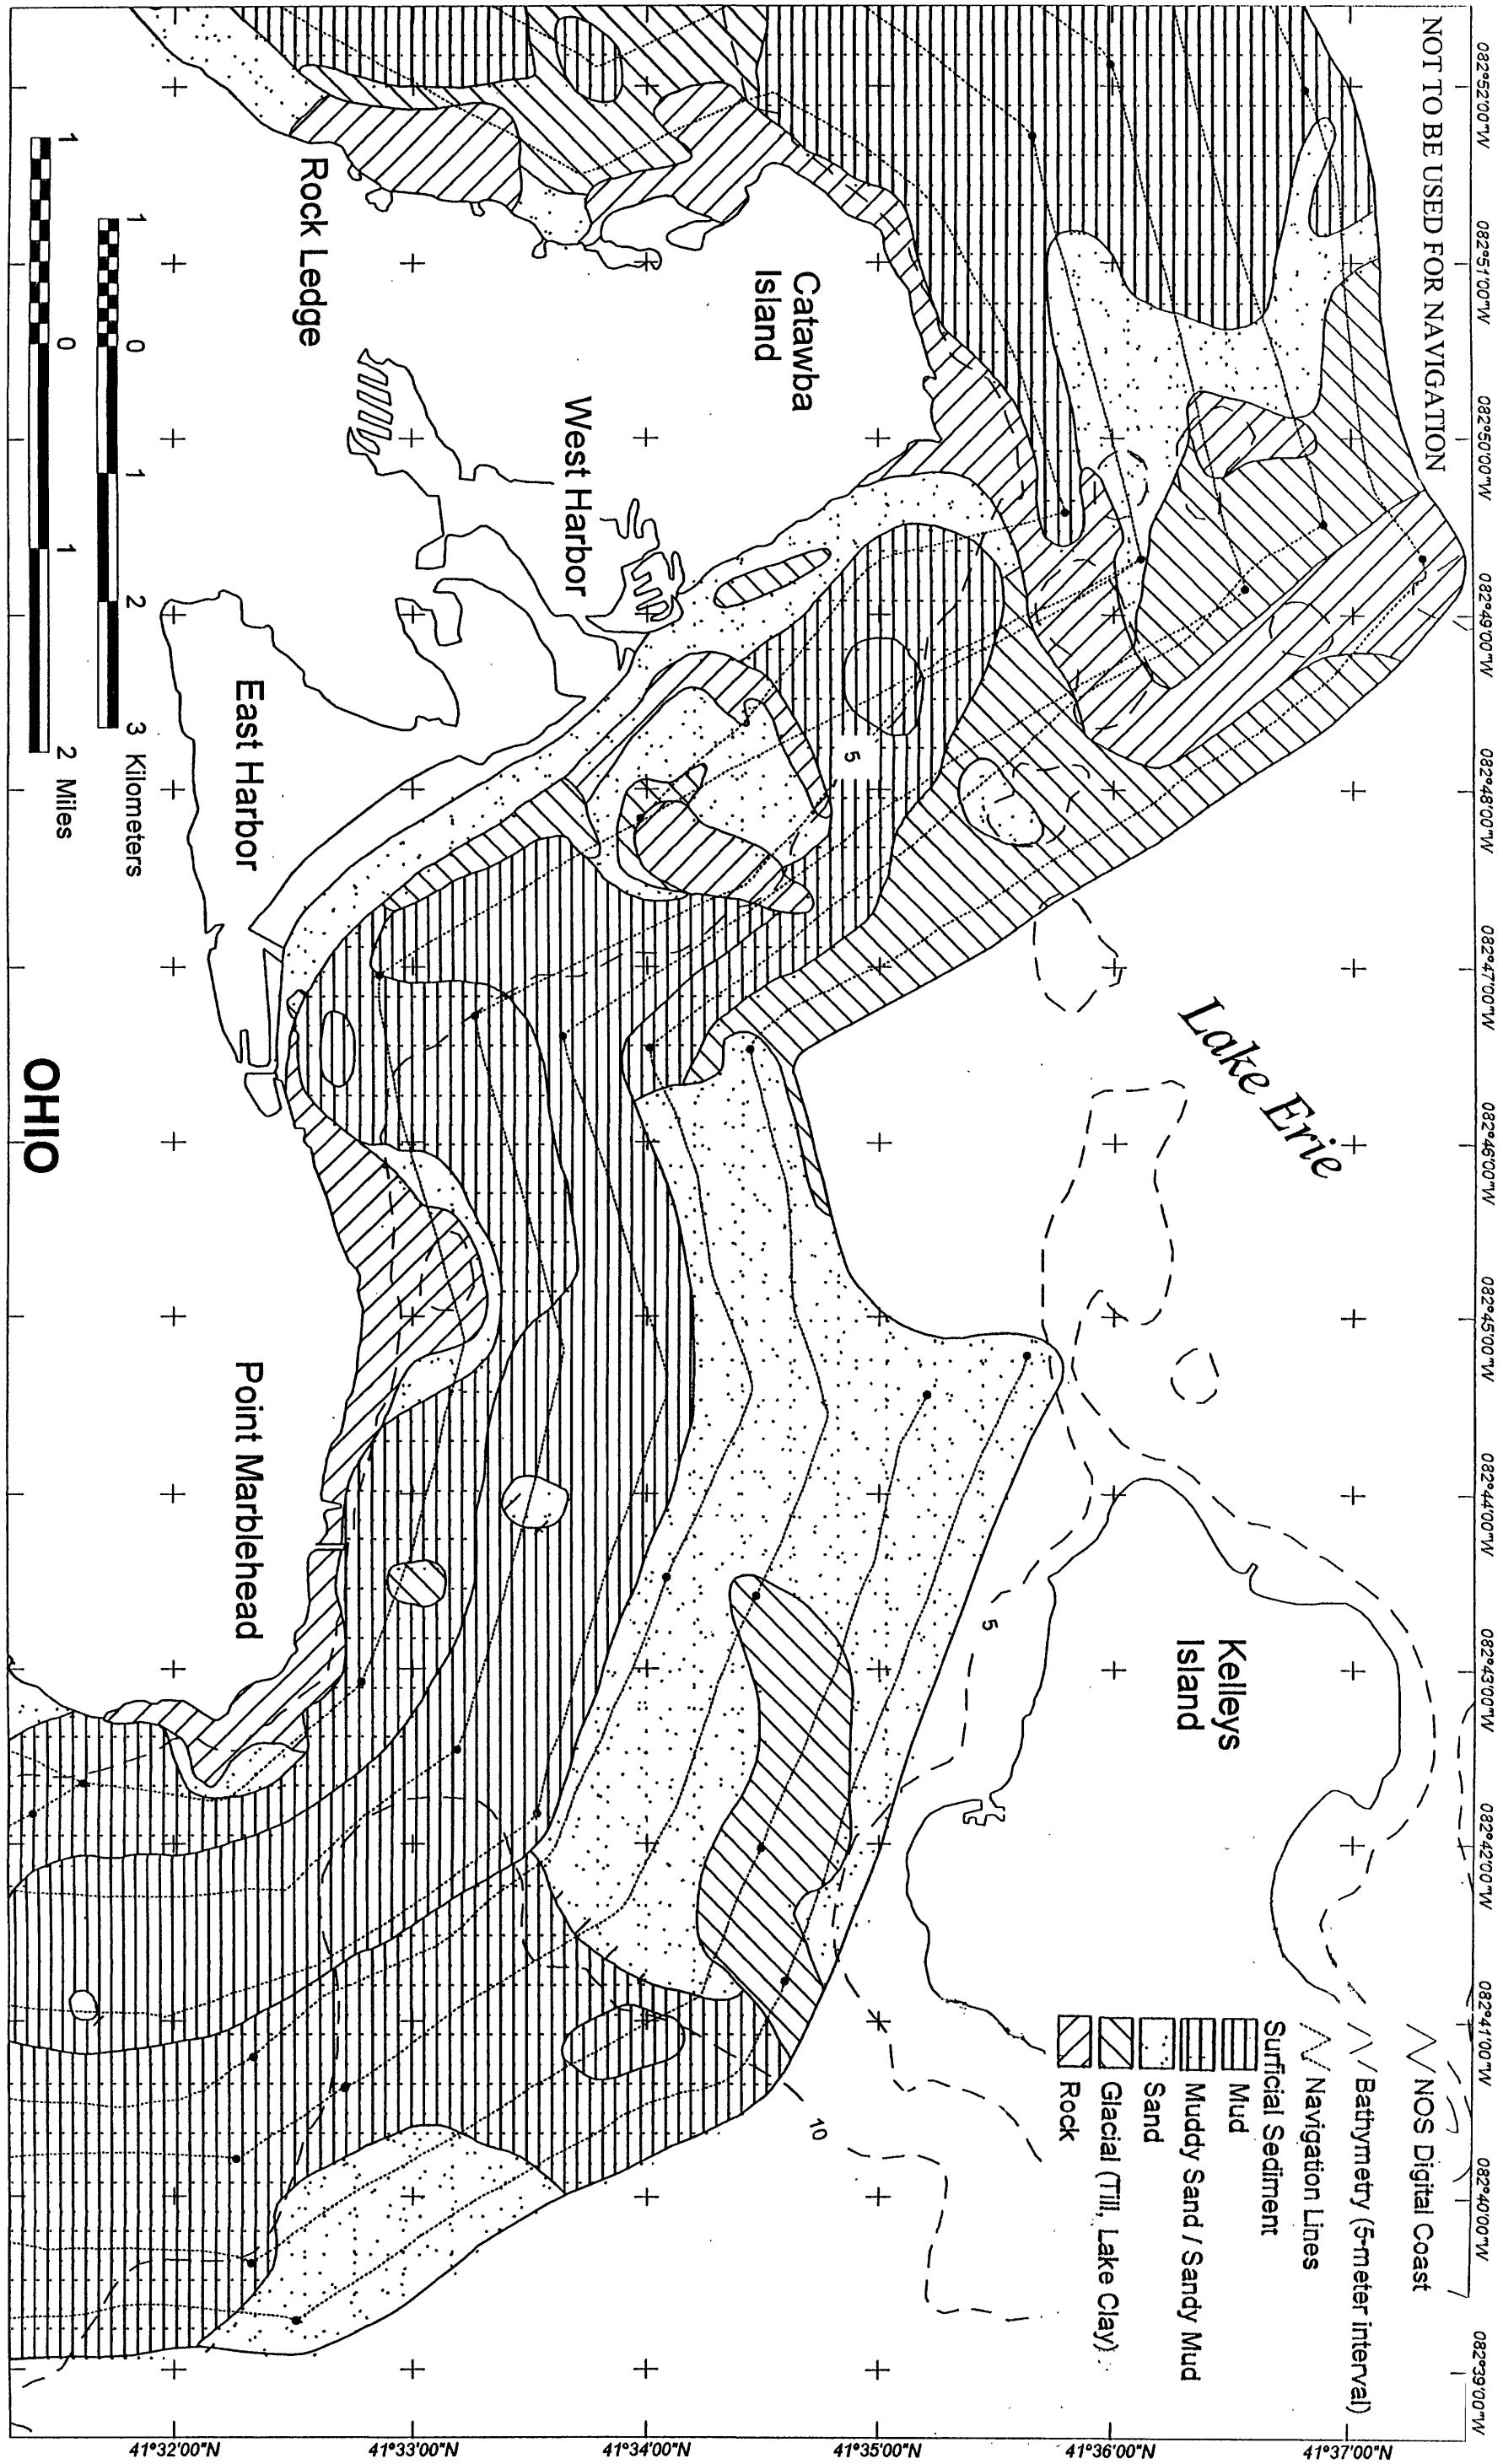 NOT TO BE USED FOR NAVIGATION
082°52'00"W
082°51'00"W
082°50'00"W
082°49'00"W
082°48'00"W
082°47'00"W
082°46'00"W
082°45'00"W
082°44'00"W
082°43'00"W
082°42'00"W
082°41'00"W
082°40'00"W
082°39'00"W
Lake Erie
Kelleys
Island
5
NOS Digital Coast
Bathymetry (5-meter interval)
Navigation Lines
Surficial Sediment
Mud
Muddy Sand / Sandy Mud
Sand
Glacial (Till, Lake Clay)
Rock
10
5
Catawba
Island
West Harbor
Rock Ledge
East Harbor
Point Marblehead
1 0 1 2 3 Kilometers
1 0 1 2 Miles
OHIO
41°37'00"N
41°36'00"N
41°35'00"N
41°34'00"N
41°33'00"N
41°32'00"N